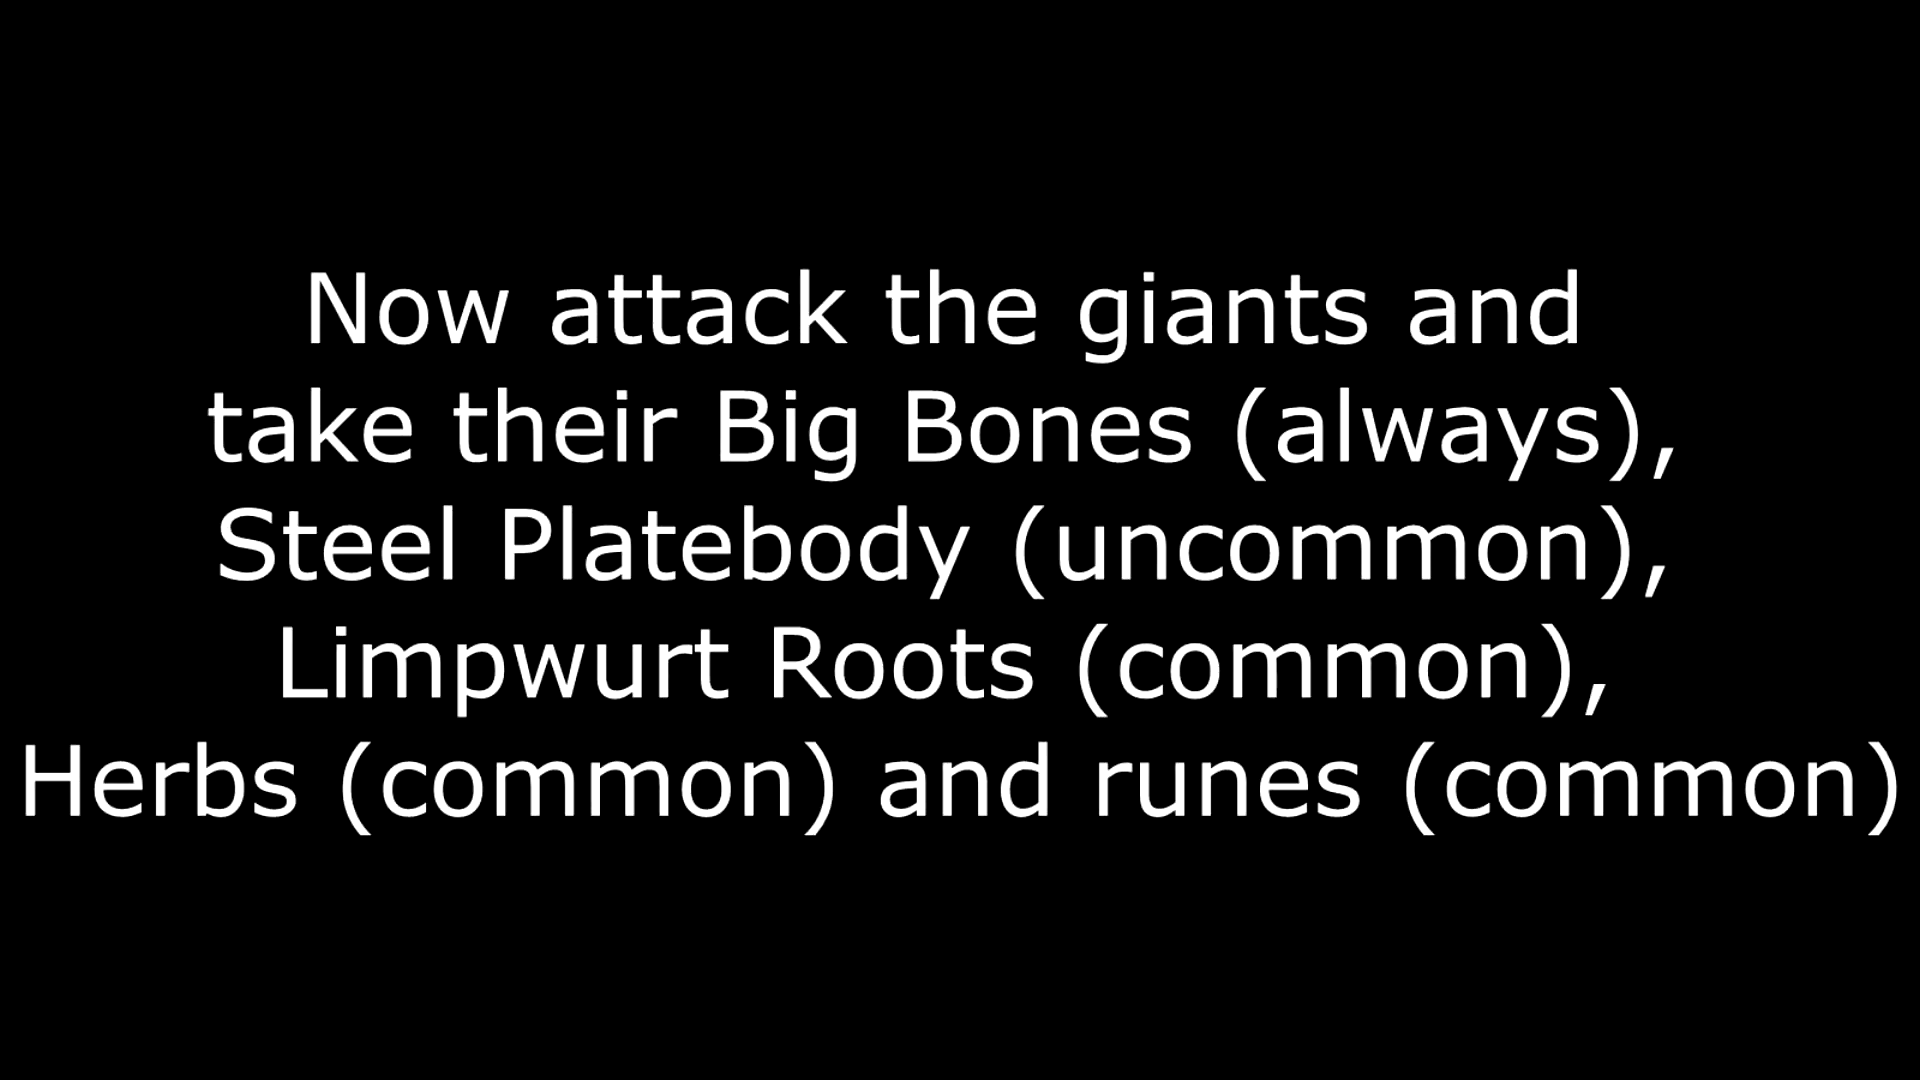 Now attack the giants and
take their Big Bones (always),
Steel Platebody (uncommon),
Limpwurt Roots (common),
Herbs (common) and runes (common)